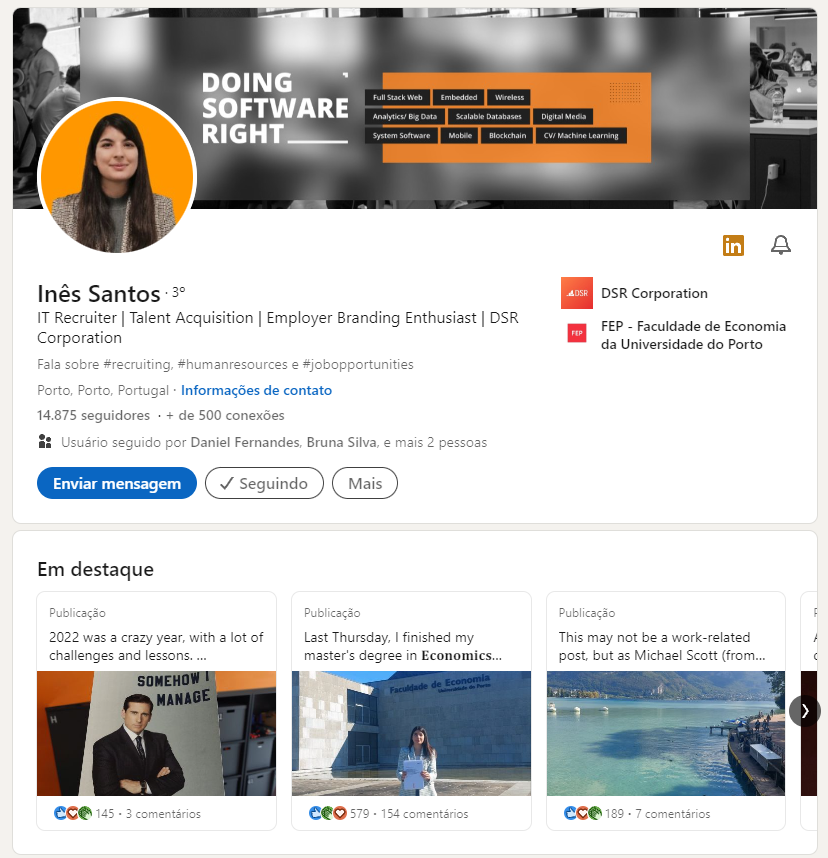 DOING
SOFTWARE
RIGHT
Full Stack Web Embedded Wireless
Analytics/ Big Data Scalable Databases Digital Media
System Software Mobile Blockchain CV/ Machine Learning
in
Inês Santos · 3º
IT Recruiter | Talent Acquisition | Employer Branding Enthusiast | DSR
Corporation
Fala sobre #recruiting, #humanresources e #jobopportunities
Porto, Porto, Portugal · Informações de contato
14.875 seguidores · + de 500 conexões
Usuário seguido por Daniel Fernandes, Bruna Silva, e mais 2 pessoas
Enviar mensagem Seguindo Mais
DSR DSR Corporation
FEP FEP - Faculdade de Economia
da Universidade do Porto
Em destaque
Publicação
2022 was a crazy year, with a lot of
challenges and lessons. ...
SOMEHOW I
MANAGE
145 · 3 comentários
Publicação
Last Thursday, I finished my
master's degree in Economics...
Faculdade de Economia
Universidade do Porto
579 · 154 comentários
Publicação
This may not be a work-related
post, but as Michael Scott (from...
189 · 7 comentários